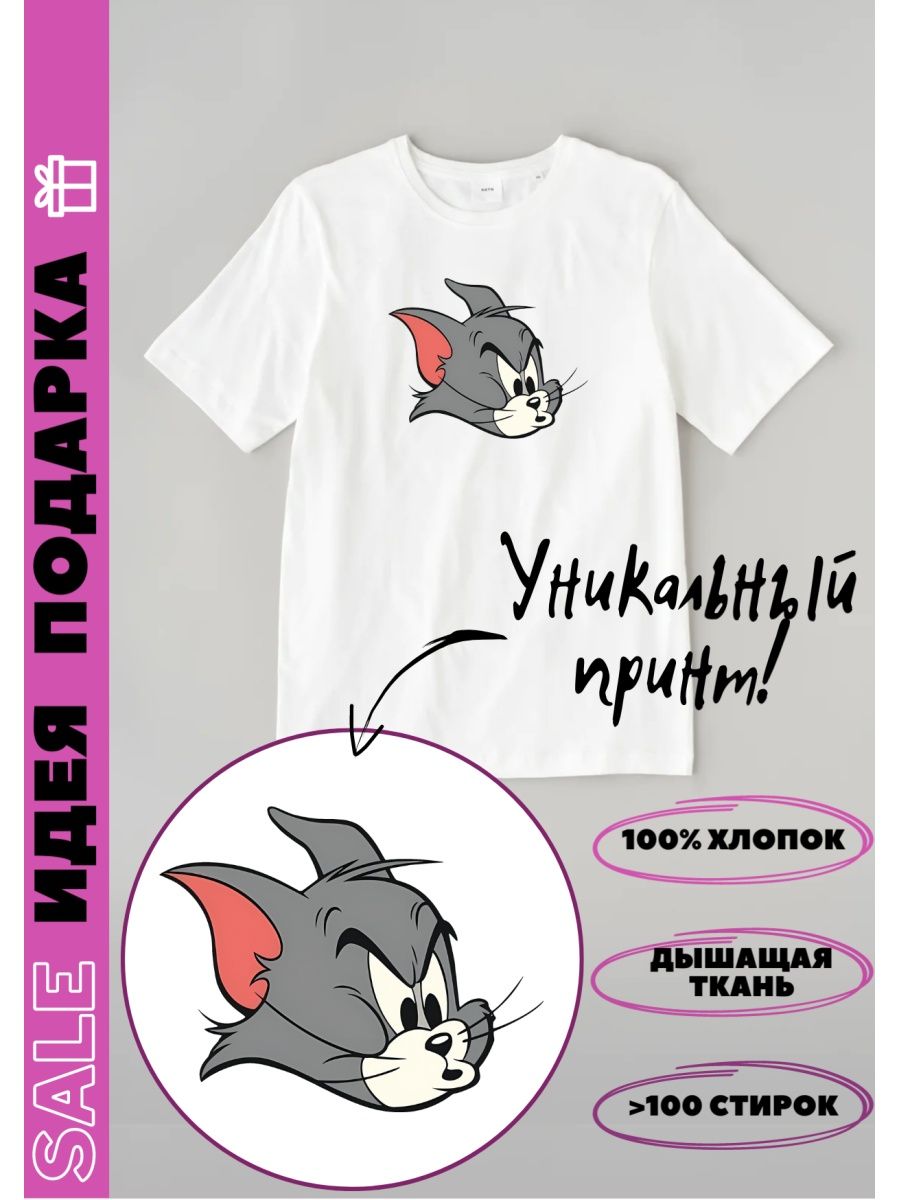 SALE ИДЕЯ ПОДАРКА
Уникальный
принт!
100% ХЛОПОК
ДЫШАЩАЯ
ТКАНЬ
>100 СТИРОК